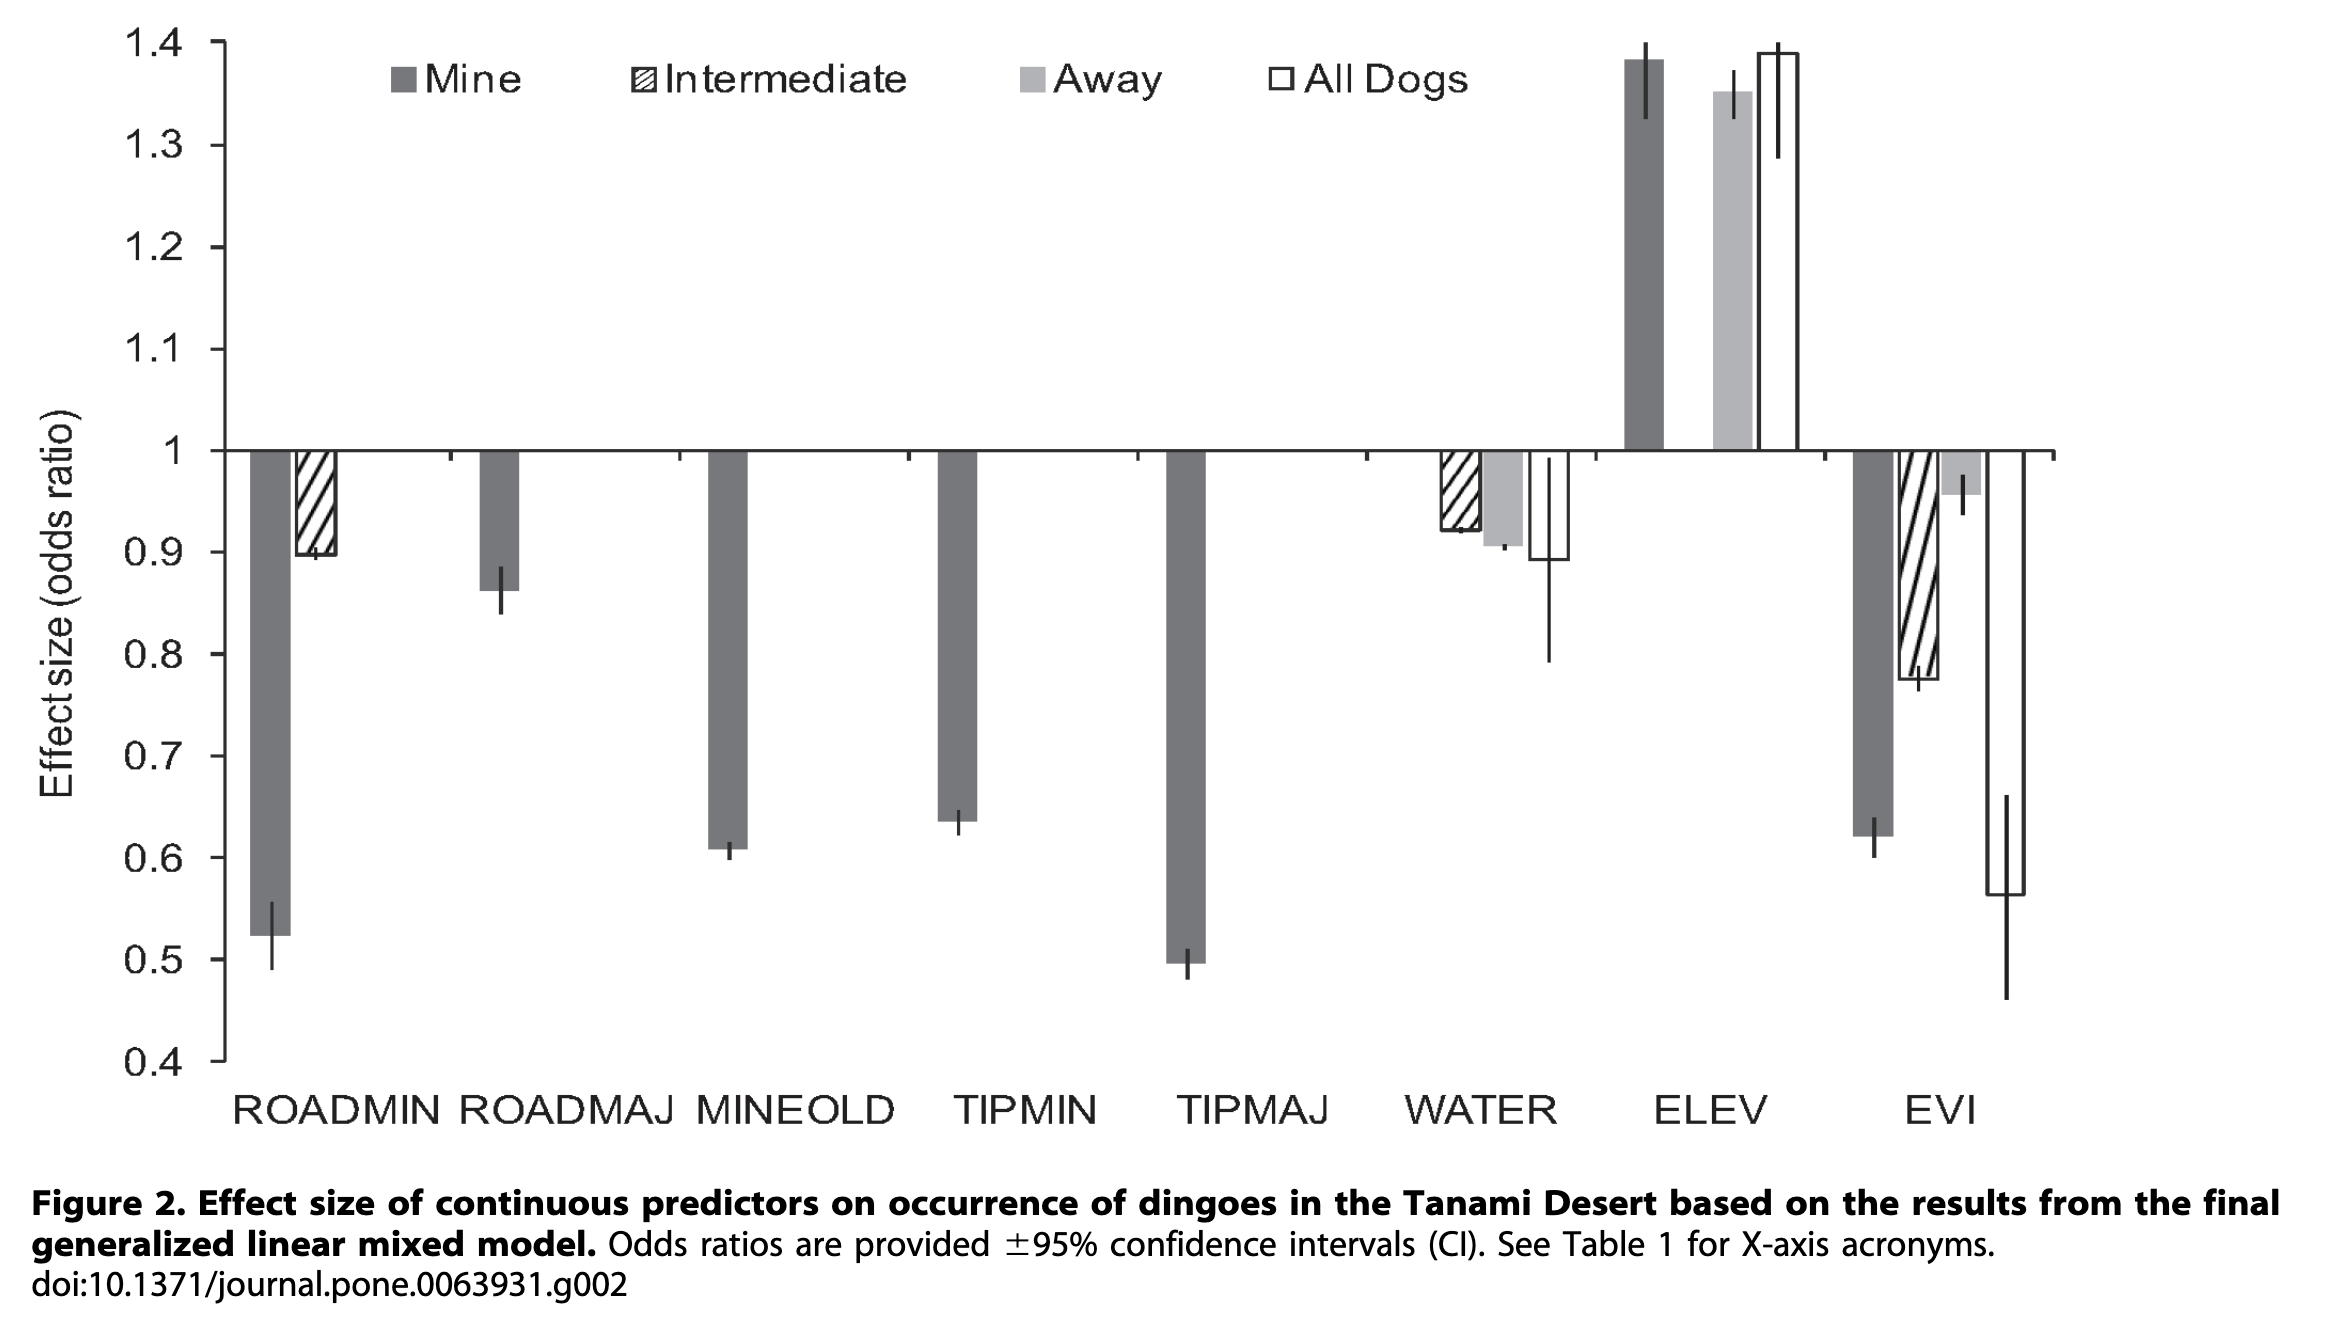 1.4
Mine Intermediate Away All Dogs
1.3
1.2
1.1
1
0.9
0.8
0.7
0.6
0.5
0.4
Effect size (odds ratio)
ROADMIN ROADMAJ MINEOLD TIPMIN TIPMAJ WATER ELEV EVI
Figure 2. Effect size of continuous predictors on occurrence of dingoes in the Tanami Desert based on the results from the final
generalized linear mixed model. Odds ratios are provided ±95% confidence intervals (CI). See Table 1 for X-axis acronyms.
doi:10.1371/journal.pone.0063931.g002